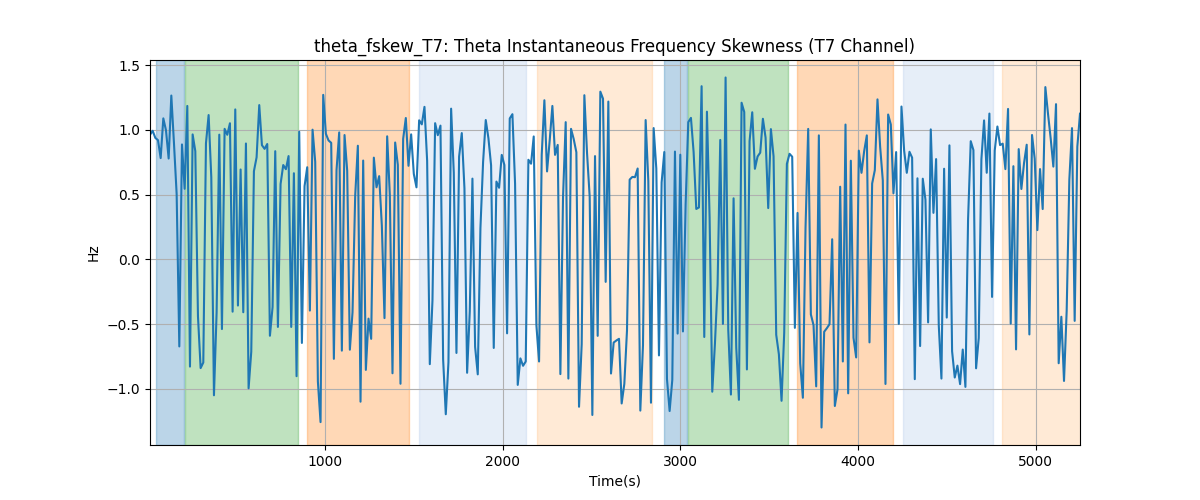 theta_fskew_T7: Theta Instantaneous Frequency Skewness (T7 Channel)
1.5
1.0
0.5
0.0
−0.5
−1.0
Hz
1000 2000 3000 4000 5000
Time(s)